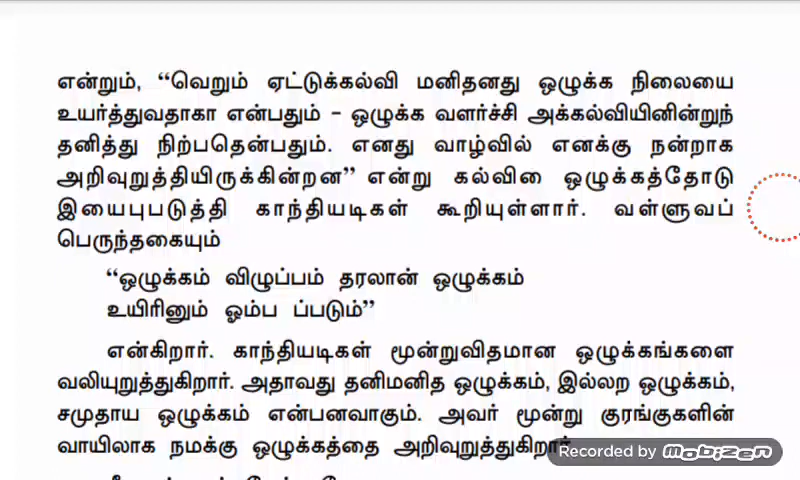 என்றும், “வெறும் ஏட்டுக்கல்வி மனிதனது ஒழுக்க நிலையை
உயர்த்துவதாகா என்பதும் – ஒழுக்க வளர்ச்சி அக்கல்வியினின்றுந்
தனித்து நிற்பதென்பதும். எனது வாழ்வில் எனக்கு நன்றாக
அறிவுறுத்தியிருக்கின்றன” என்று கல்வியை ஒழுக்கத்தோடு
இயைபுபடுத்தி காந்தியடிகள் கூறியுள்ளார். வள்ளுவப்
பெருந்தகையும்
“ஒழுக்கம் விழுப்பம் தரலான் ஒழுக்கம்
உயிரினும் ஓம்ப ப்படும்”
என்கிறார். காந்தியடிகள் மூன்றுவிதமான ஒழுக்கங்களை
வலியுறுத்துகிறார். அதாவது தனிமனித ஒழுக்கம், இல்லற ஒழுக்கம்,
சமுதாய ஒழுக்கம் என்பனவாகும். அவர் மூன்று குரங்குகளின்
வாயிலாக நமக்கு ஒழுக்கத்தை அறிவுறுத்துகிறார்
Recorded by mobizen